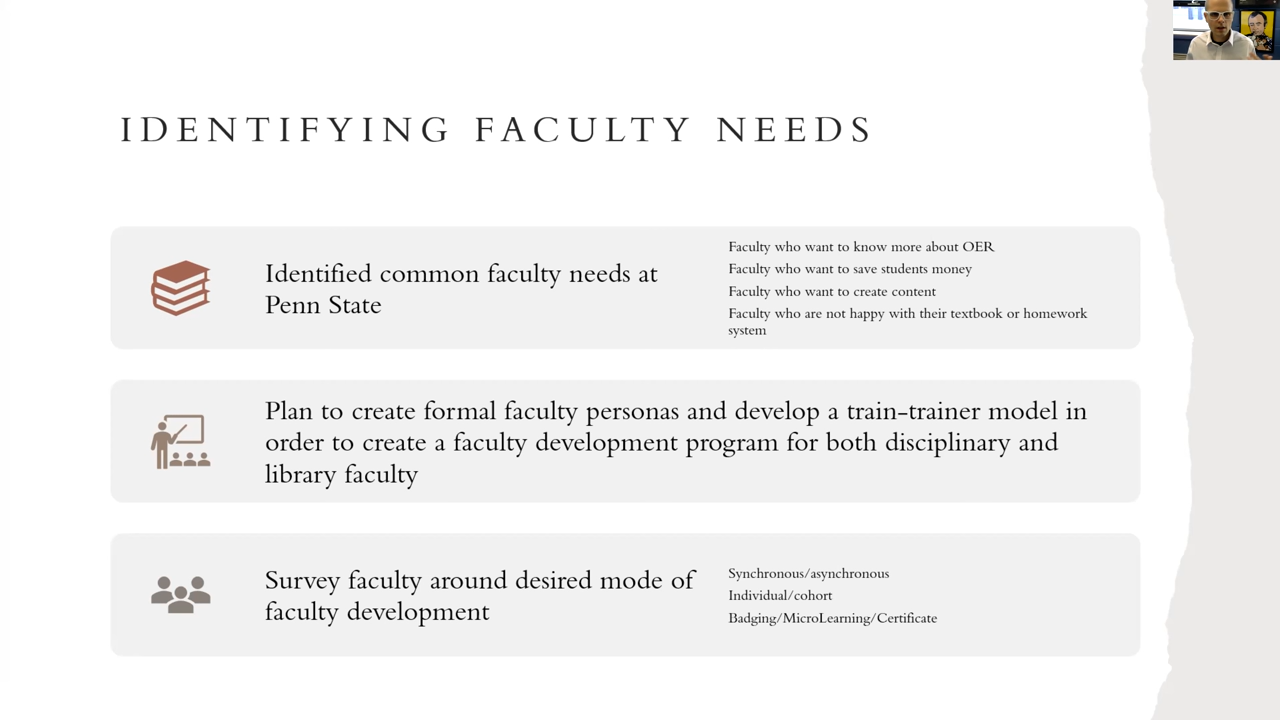 IDENTIFYING FACULTY NEEDS
Identified common faculty needs at
Penn State
Faculty who want to know more about OER
Faculty who want to save students money
Faculty who want to create content
Faculty who are not happy with their textbook or homework
system
Plan to create formal faculty personas and develop a train-trainer model in
order to create a faculty development program for both disciplinary and
library faculty
Survey faculty around desired mode of
faculty development
Synchronous/asynchronous
Individual/cohort
Badging/MicroLearning/Certificate